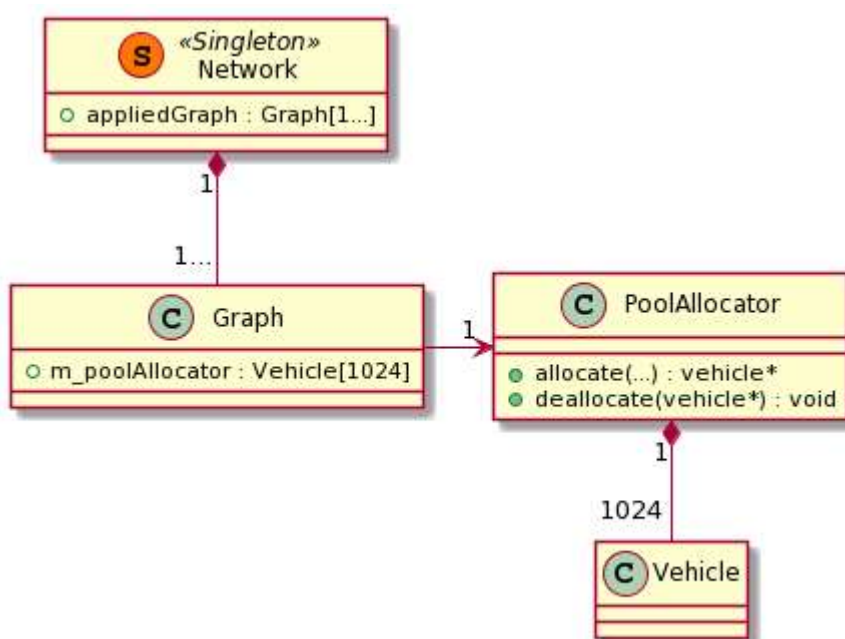 S «Singleton»
Network
appliedGraph : Graph[1...]
1
1...
C Graph
m_poolAllocator : Vehicle[1024]
1
C PoolAllocator
allocate(...) : vehicle*
deallocate(vehicle*) : void
1
1024
C Vehicle